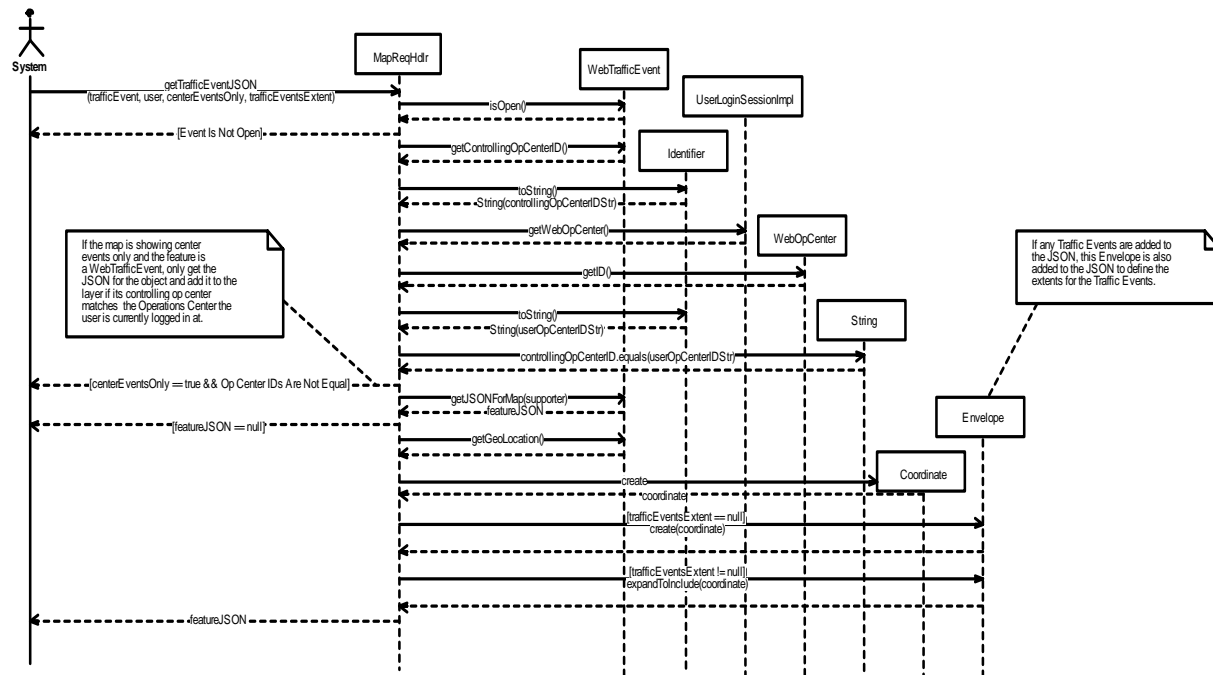 System
MapReqHdlr
WebTrafficEvent
UserLoginSessionImpl
getTrafficEventJSON
(trafficEvent, user, centerEventsOnly, trafficEventsExtent)
isOpen()
[Event Is Not Open]
getControllingOpCenterID()
Identifier
toString()
String(controllingOpCenterIDStr)
getWebOpCenter()
WebOpCenter
If the map is showing center
events only and the feature is
a WebTrafficEvent, only get the
JSON for the object and add it to the
layer if its controlling op center
matches the Operations Center the
user is currently logged in at.
If any Traffic Events are added to
the JSON, this Envelope is also
added to the JSON to define the
extents for the Traffic Events.
getID()
toString()
String(userOpCenterIDStr)
String
controllingOpCenterID.equals(userOpCenterIDStr)
[centerEventsOnly == true && Op Center IDs Are Not Equal]
getJSONForMap(supporter)
featureJSON
Envelope
[featureJSON == null]
getGeoLocation()
Coordinate
create
coordinate
[trafficEventsExtent == null]
create(coordinate)
[trafficEventsExtent != null]
expandToInclude(coordinate)
featureJSON